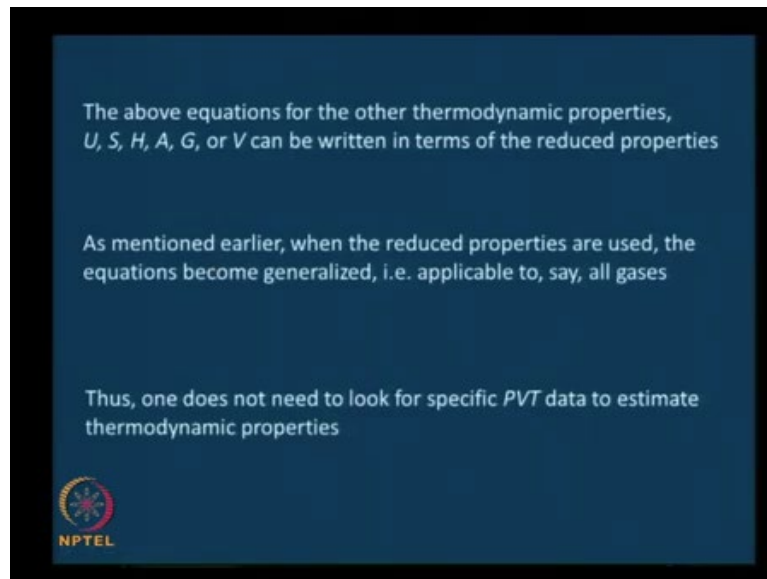 The above equations for the other thermodynamic properties,
U, S, H, A, G, or V can be written in terms of the reduced properties
As mentioned earlier, when the reduced properties are used, the
equations become generalized, i.e. applicable to, say, all gases
Thus, one does not need to look for specific PVT data to estimate
thermodynamic properties
NPTEL